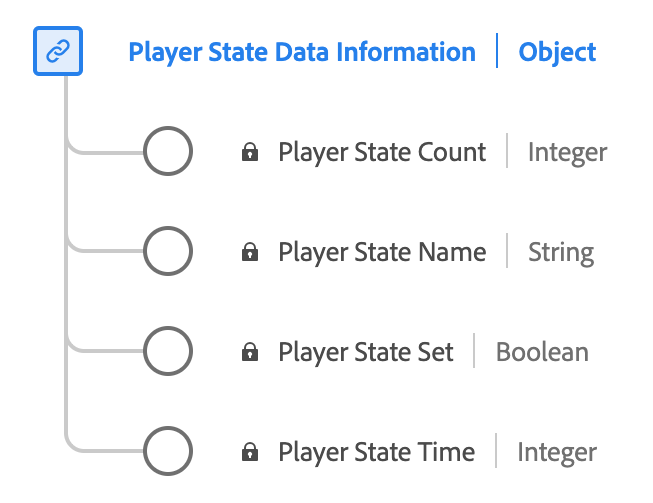 Player State Data Information | Object
Player State Count | Integer
Player State Name | String
Player State Set | Boolean
Player State Time | Integer